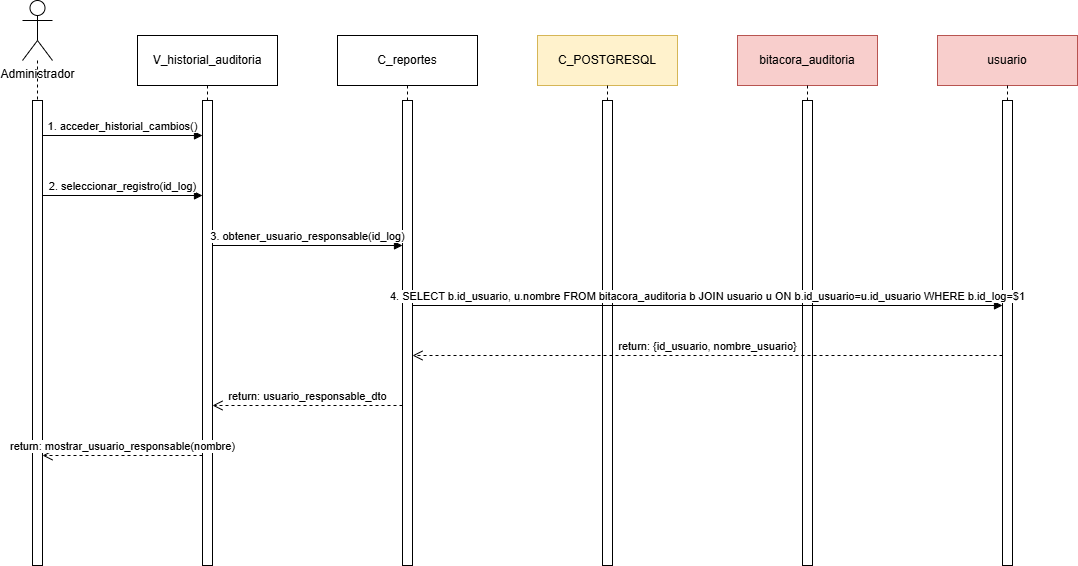 Administrador
V_historial_auditoria
C_reportes
C_POSTGRESQL
bitacora_auditoria
usuario
1. acceder_historial_cambios()
2. seleccionar_registro(id_log)
3. obtener_usuario_responsable(id_log)
4. SELECT b.id_usuario, u.nombre FROM bitacora_auditoria b JOIN usuario u ON b.id_usuario=u.id_usuario WHERE b.id_log=$1
return: {id_usuario, nombre_usuario}
return: usuario_responsable_dto
return: mostrar_usuario_responsable(nombre)